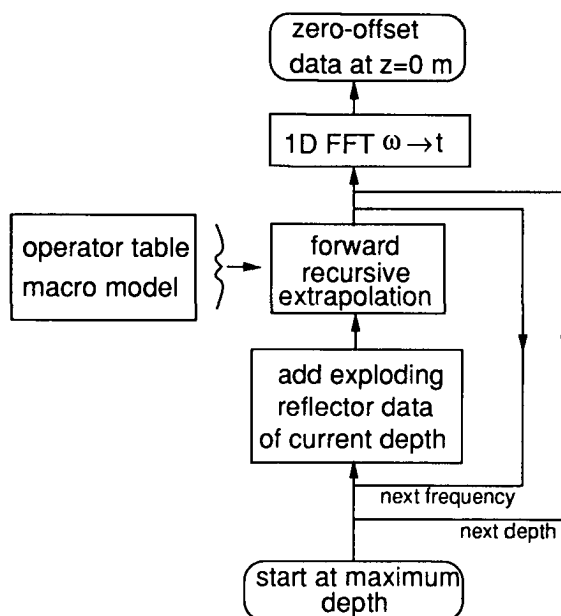 zero-offset
data at z=0 m
1D FFT ω→t
operator table
macro model
forward
recursive
extrapolation
add exploding
reflector data
of current depth
next frequency
next depth
start at maximum
depth